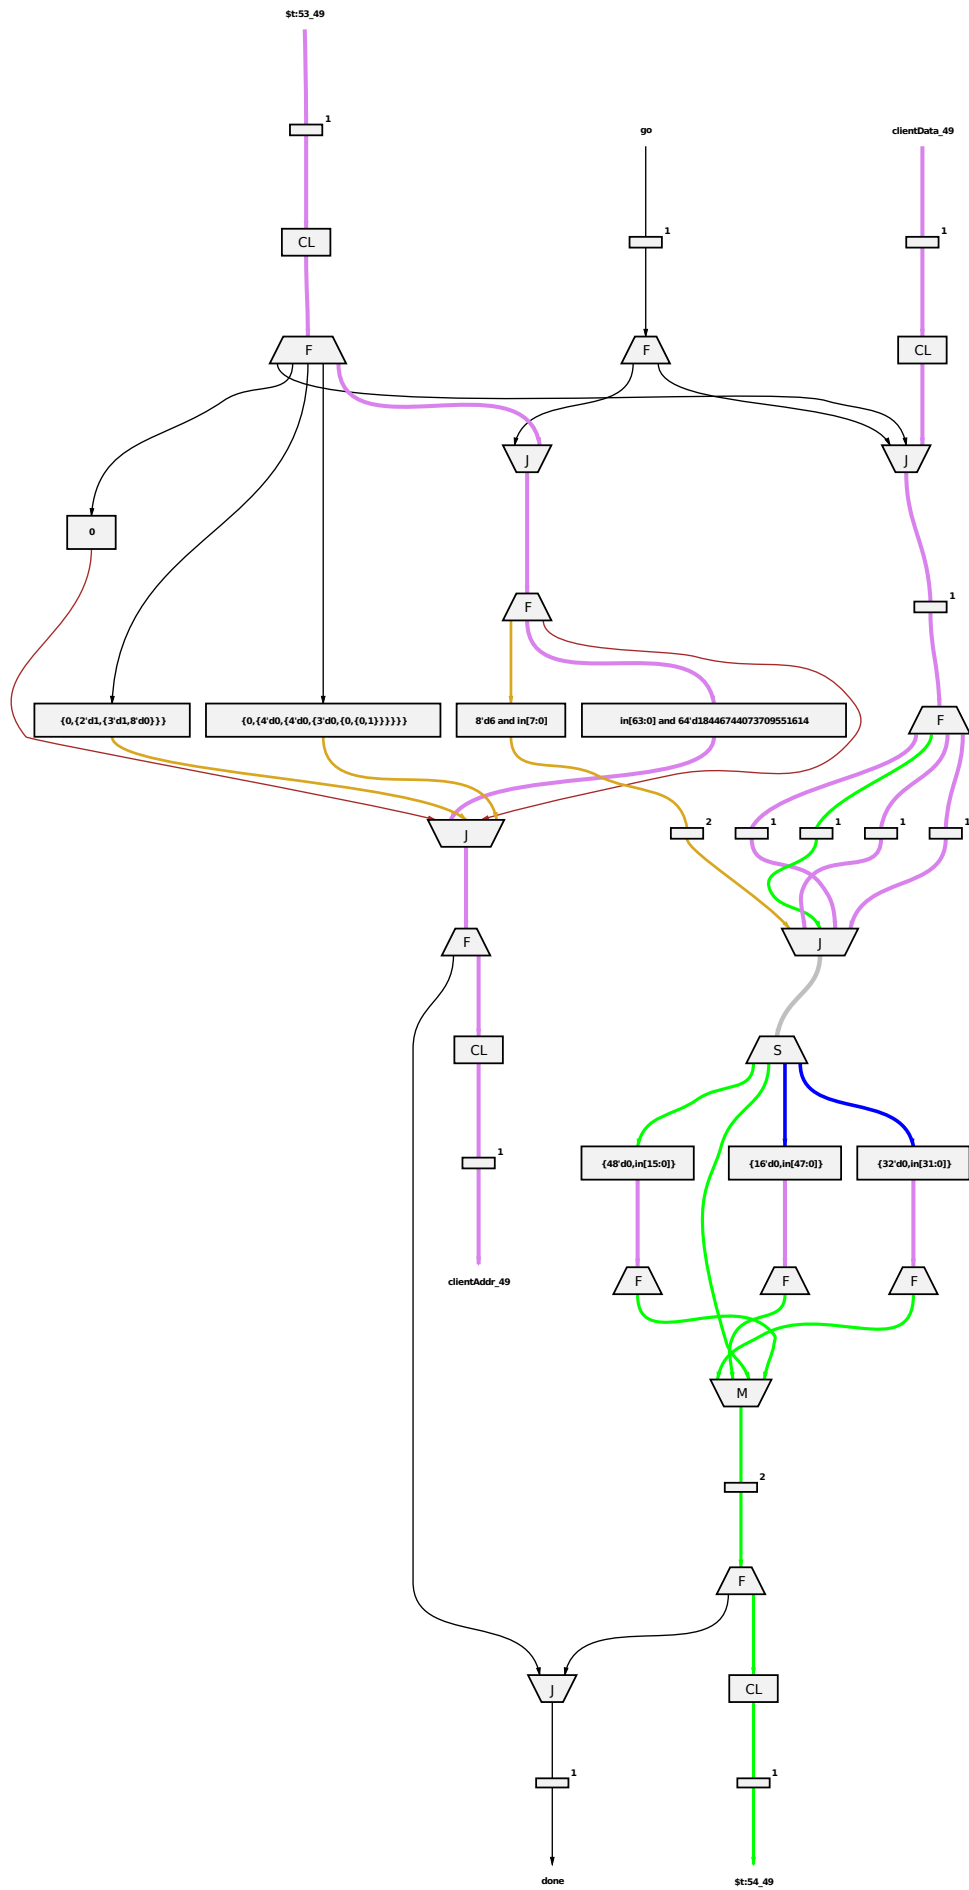 $t:53_49
1
go
clientData_49
1
1
CL
CL
F
F
J
J
0
F
1
{0,{2'd1,{3'd1,8'd0}}}
{0,{4'd0,{4'd0,{3'd0,{0,{0,1}}}}}}
8'd6 and in[7:0]
in[63:0] and 64'd18446744073709551614
F
J
2
1
1
1
1
F
J
CL
S
1
{48'd0,in[15:0]}
{16'd0,in[47:0]}
{32'd0,in[31:0]}
clientAddr_49
F
F
F
M
2
F
J
CL
1
1
done
$t:54_49